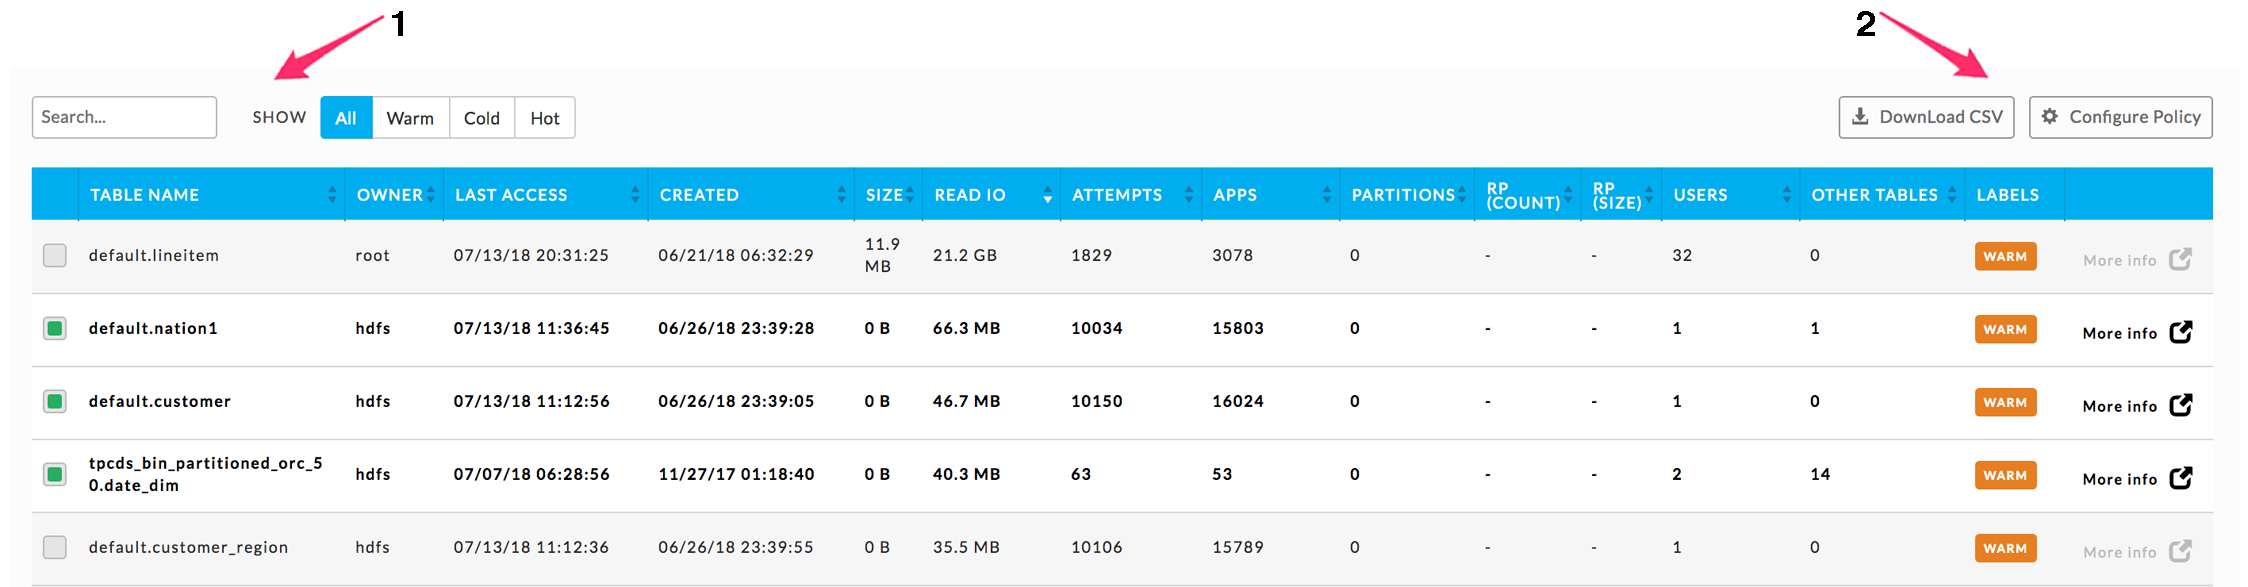 1
2
Search... SHOW All Warm Cold Hot DownLoad CSV Configure Policy
TABLE NAME OWNER LAST ACCESS CREATED SIZE READ IO ATTEMPTS APPS PARTITIONS RP (COUNT) RP (SIZE) USERS OTHER TABLES LABELS
default.lineitem root 07/13/18 20:31:25 06/21/18 06:32:29 11.9 MB 21.2 GB 1829 3078 0 - - 32 0 WARM More info
default.nation1 hdfs 07/13/18 11:36:45 06/26/18 23:39:28 0 B 66.3 MB 10034 15803 0 - - 1 1 WARM More info
default.customer hdfs 07/13/18 11:12:56 06/26/18 23:39:05 0 B 46.7 MB 10150 16024 0 - - 1 0 WARM More info
tpcds_bin_partitioned_orc_5
0.date_dim hdfs 07/07/18 06:28:56 11/27/17 01:18:40 0 B 40.3 MB 63 53 0 - - 2 14 WARM More info
default.customer_region hdfs 07/13/18 11:12:36 06/26/18 23:39:55 0 B 35.5 MB 10106 15789 0 - - 1 0 WARM More info